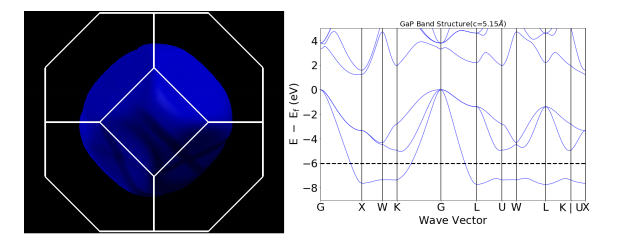 GaP Band Structure(c=5.15Å)
E − E_f (eV)
4
2
0
−2
−4
−6
−8
G X W K G L U W L K | UX
Wave Vector